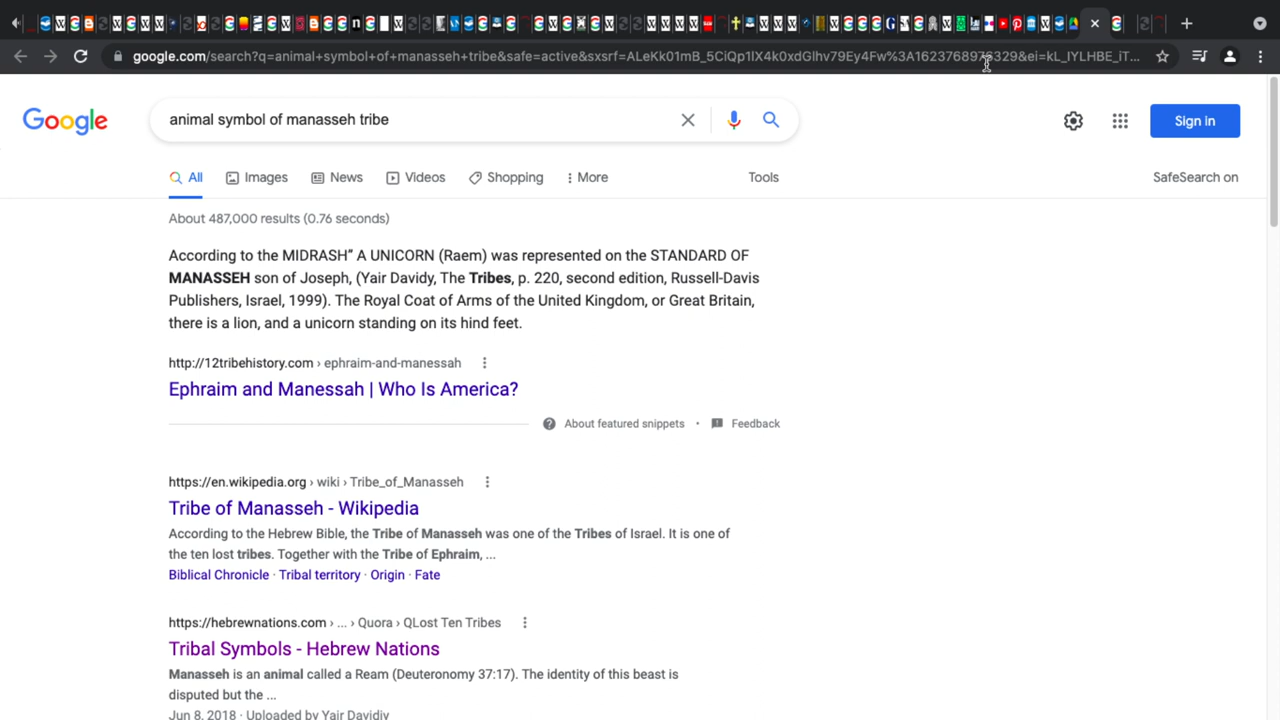 google.com/search?q=animal+symbol+of+manasseh+tribe&safe=active&sxsrf=ALeKk01mB_5CiQp1lX4k0xdGlhv79Ey4Fw%3A1623768976329&ei=kL_IYLHBE_iT...
Google
animal symbol of manasseh tribe
Sign in
All Images News Videos Shopping More Tools SafeSearch on
About 487,000 results (0.76 seconds)
According to the MIDRASH" A UNICORN (Raem) was represented on the STANDARD OF
MANASSEH son of Joseph, (Yair Davidy, The Tribes, p. 220, second edition, Russell-Davis
Publishers, Israel, 1999). The Royal Coat of Arms of the United Kingdom, or Great Britain,
there is a lion, and a unicorn standing on its hind feet.
http://12tribehistory.com › ephraim-and-manessah
Ephraim and Manessah | Who Is America?
About featured snippets • Feedback
https://en.wikipedia.org › wiki › Tribe_of_Manasseh
Tribe of Manasseh - Wikipedia
According to the Hebrew Bible, the Tribe of Manasseh was one of the Tribes of Israel. It is one of
the ten lost tribes. Together with the Tribe of Ephraim, ...
Biblical Chronicle · Tribal territory · Origin · Fate
https://hebrewnations.com › ... › Quora › QLost Ten Tribes
Tribal Symbols - Hebrew Nations
Manasseh is an animal called a Ream (Deuteronomy 37:17). The identity of this beast is
disputed but the ...
Jun 8, 2018 · Uploaded by Yair Davidiy